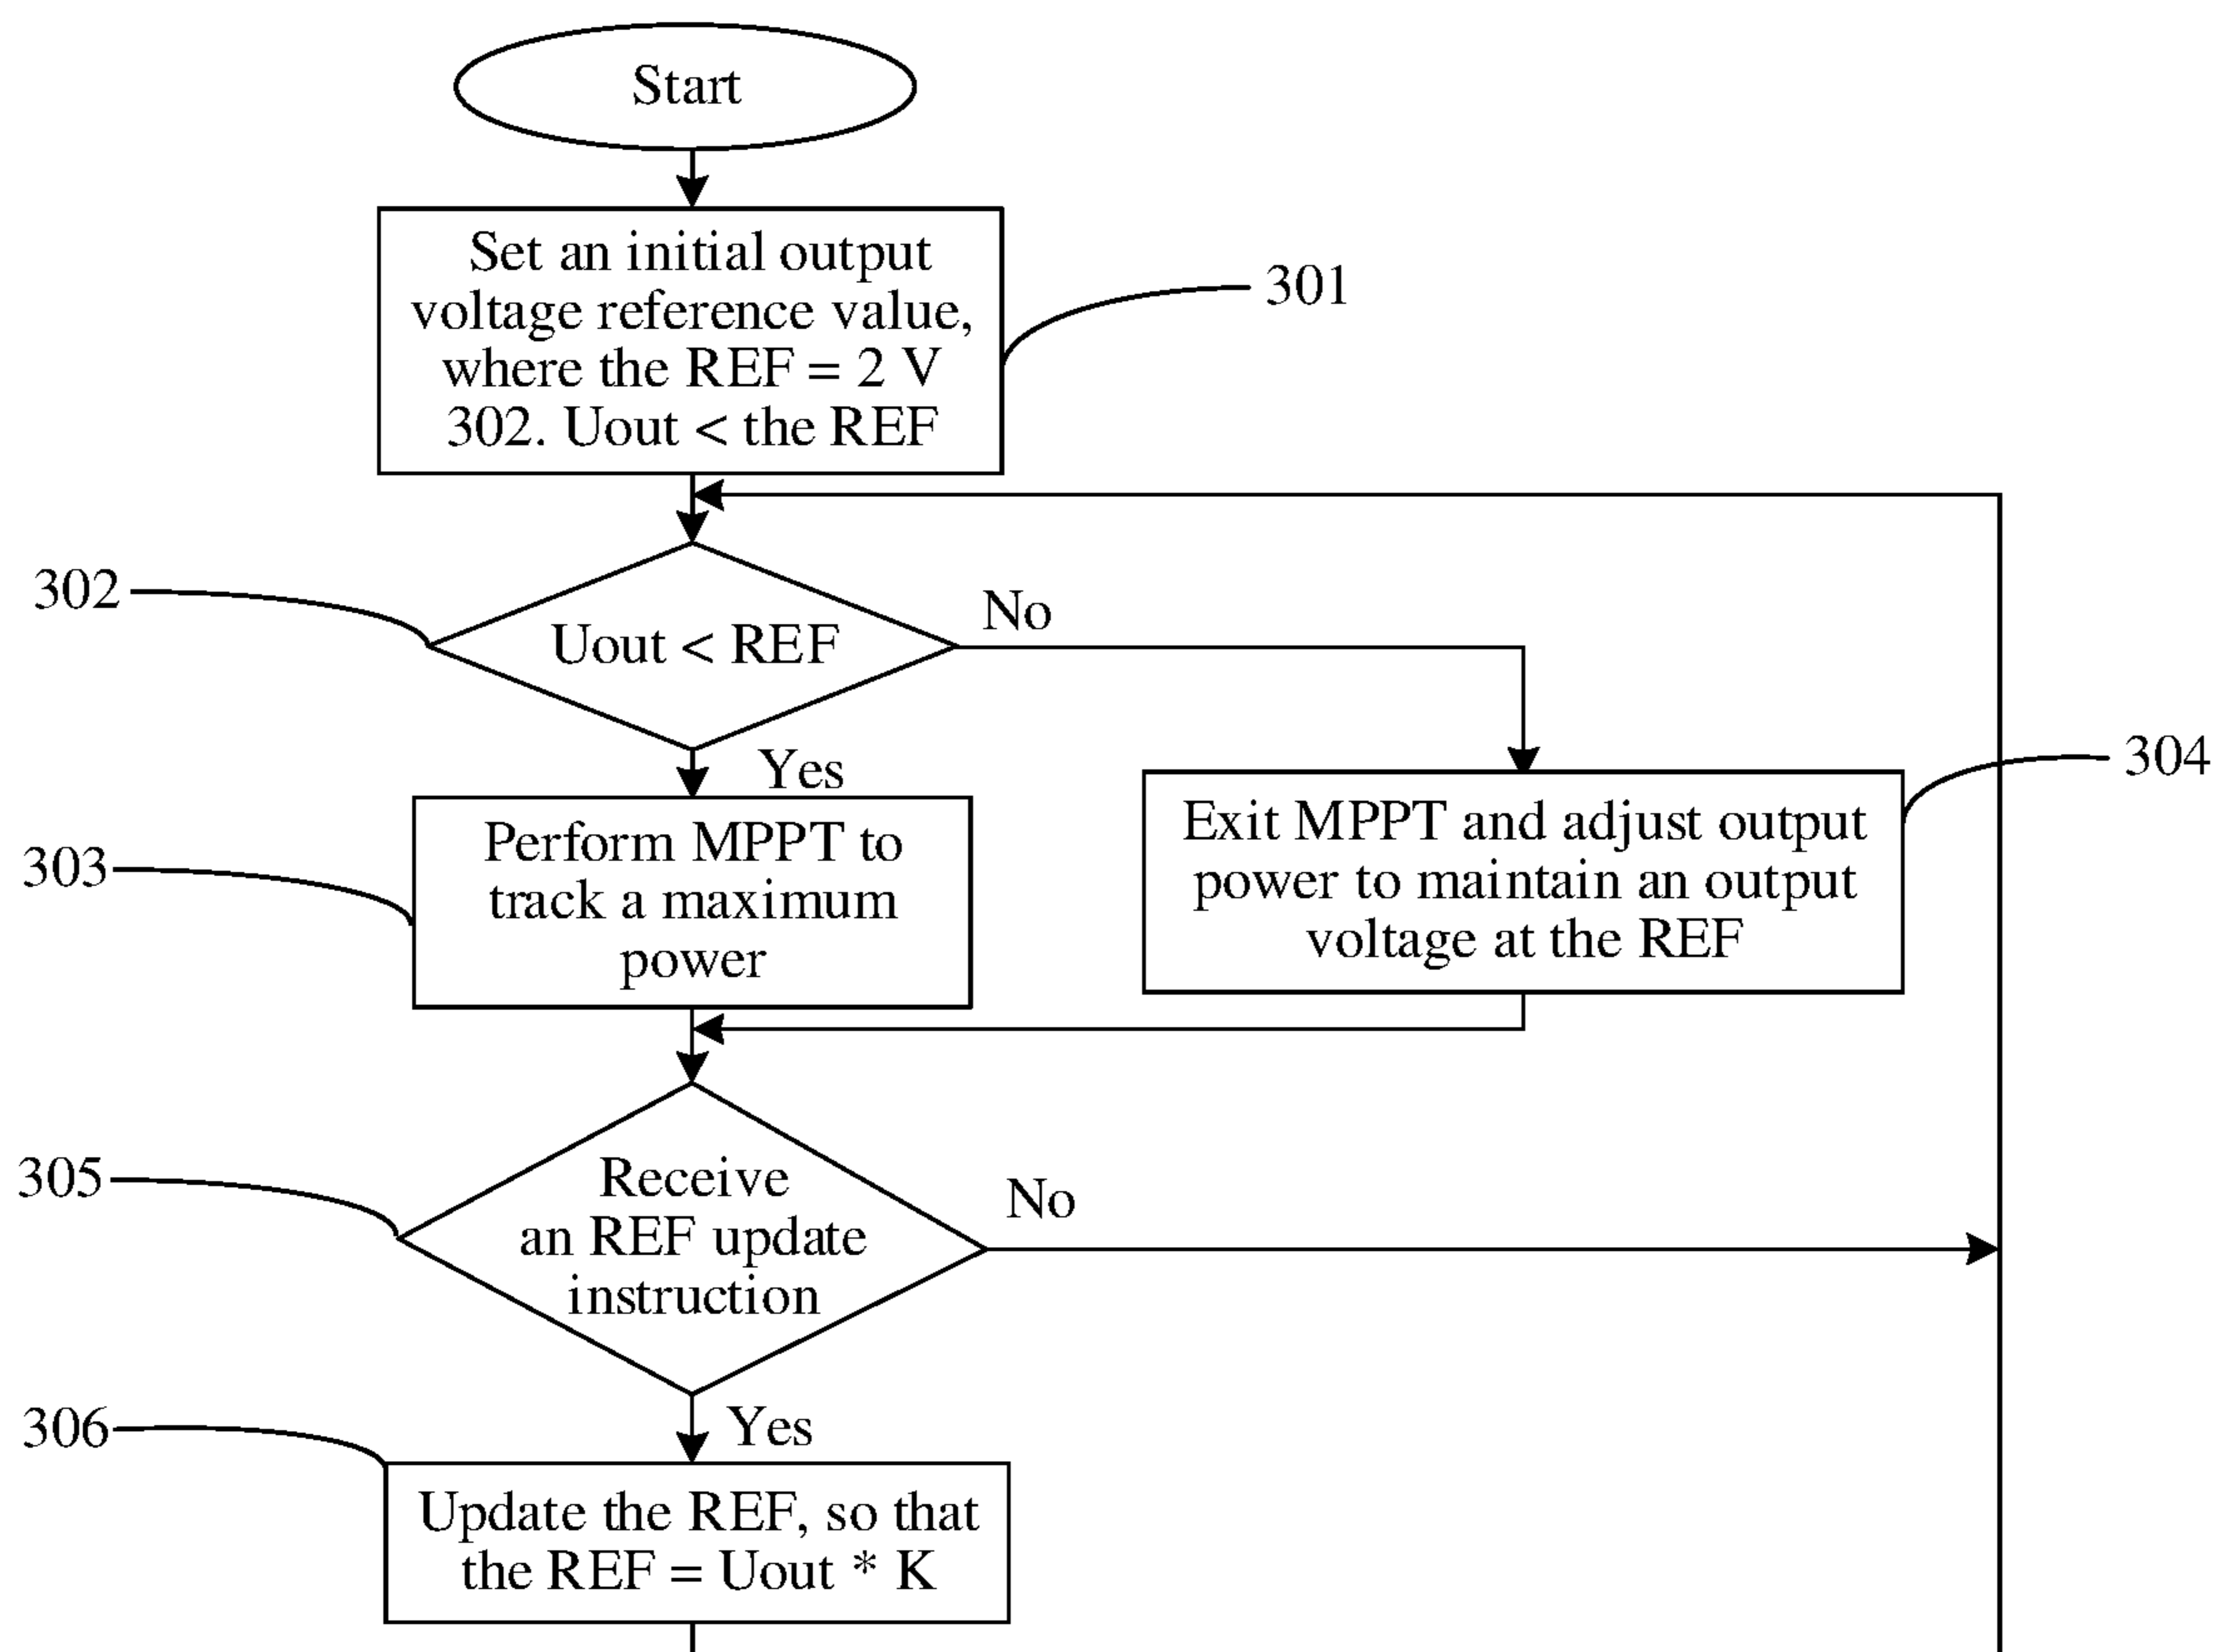 Start
Set an initial output
voltage reference value,
where the REF = 2 V
302. Uout < the REF
301
302
Uout < REF
No
Yes
304
Exit MPPT and adjust output
power to maintain an output
voltage at the REF
303
Perform MPPT to
track a maximum
power
305
Receive
an REF update
instruction
No
Yes
306
Update the REF, so that
the REF = Uout * K